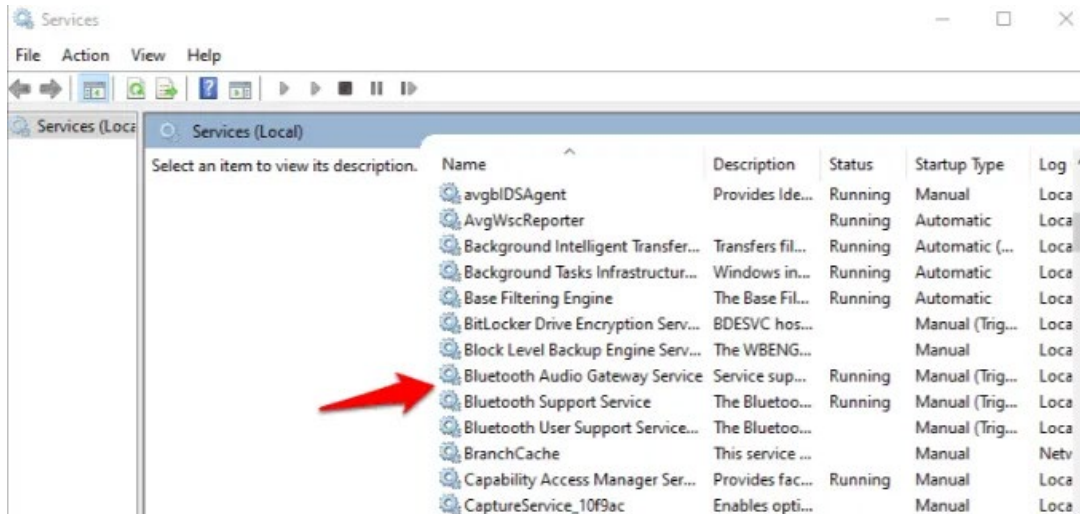 Services
File Action View Help
Services (Loca
Services (Local)
Select an item to view its description.
Name Description Status Startup Type Log
avgbIDSAgent Provides Ide... Running Manual Loca
AvgWscReporter Running Automatic Loca
Background Intelligent Transfer... Transfers fil... Running Automatic (... Loca
Background Tasks Infrastructur... Windows in... Running Automatic Loca
Base Filtering Engine The Base Fil... Running Automatic Loca
BitLocker Drive Encryption Serv... BDESVC hos... Manual (Trig... Loca
Block Level Backup Engine Serv... The WBENG... Manual Loca
Bluetooth Audio Gateway Service Service sup... Running Manual (Trig... Loca
Bluetooth Support Service The Bluetoo... Running Manual (Trig... Loca
Bluetooth User Support Service... The Bluetoo... Manual (Trig... Loca
BranchCache This service ... Manual Netv
Capability Access Manager Ser... Provides fac... Running Manual Loca
CaptureService_10f9ac Enables opti... Manual Loca